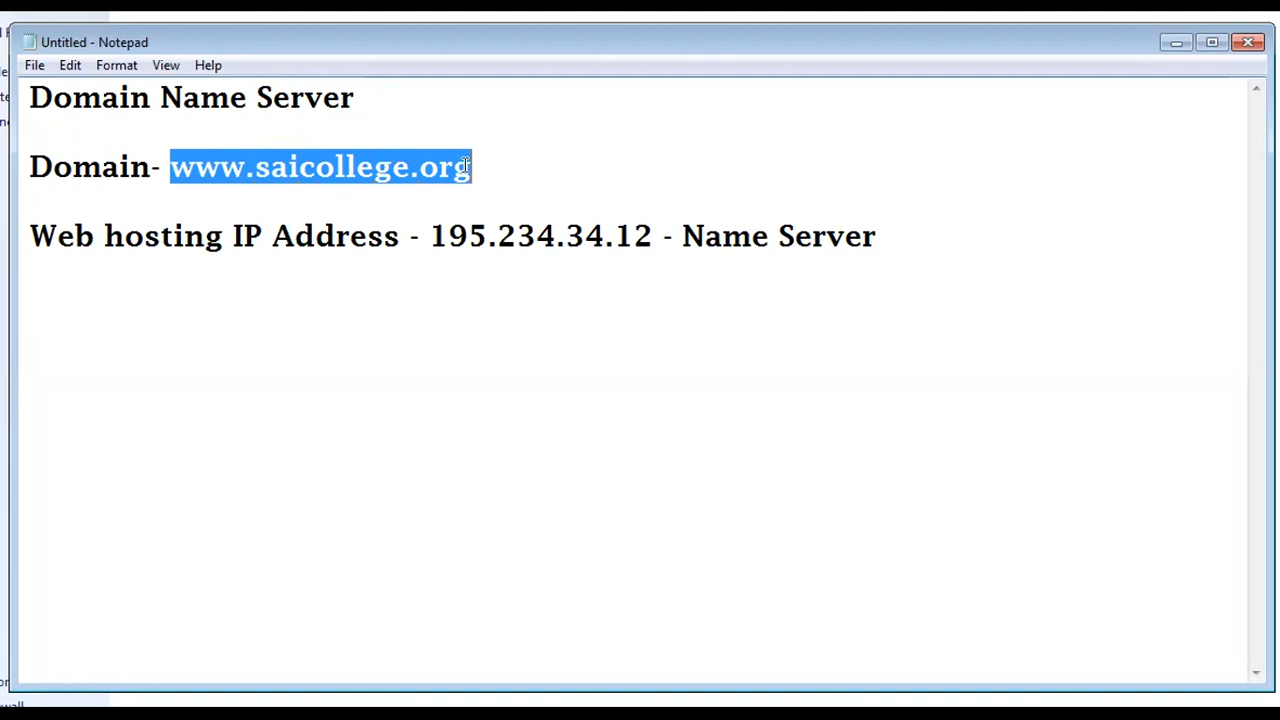 Untitled - Notepad
File Edit Format View Help
Domain Name Server
Domain- www.saicollege.org
Web hosting IP Address - 195.234.34.12 - Name Server